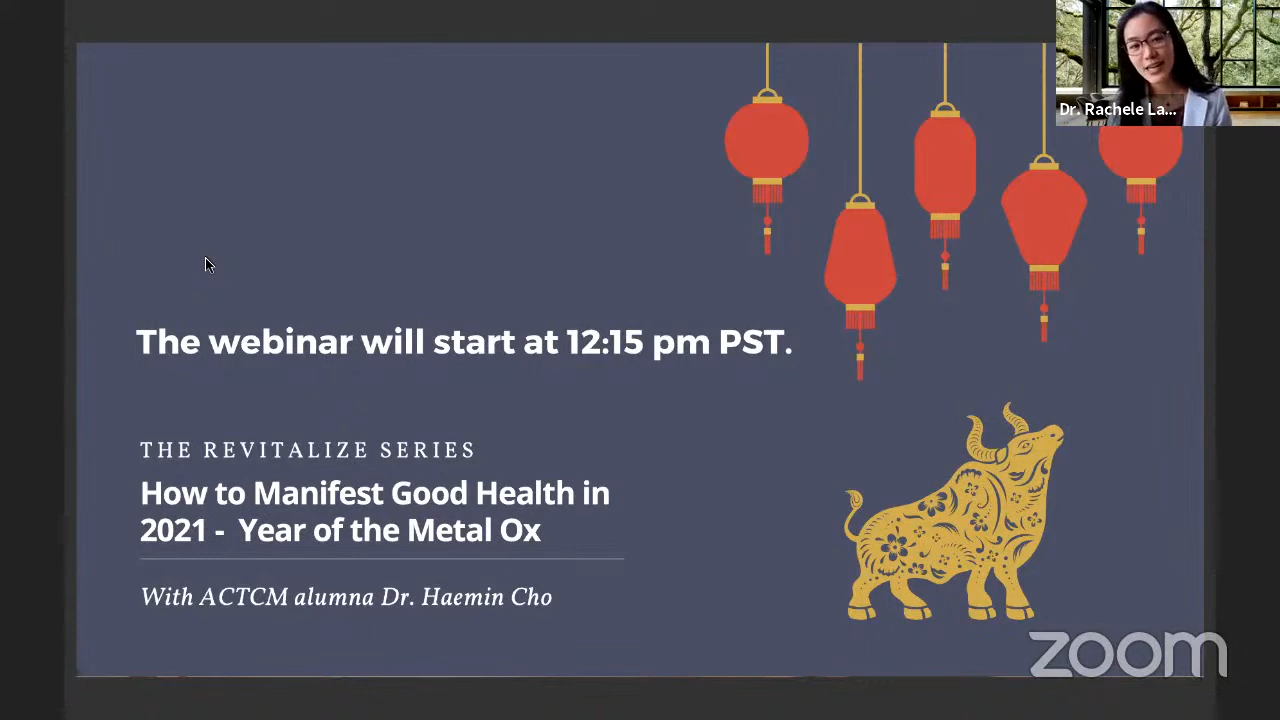 Dr. Rachele La...
The webinar will start at 12:15 pm PST.
THE REVITALIZE SERIES
How to Manifest Good Health in
2021 - Year of the Metal Ox
With ACTCM alumna Dr. Haemin Cho
zoom